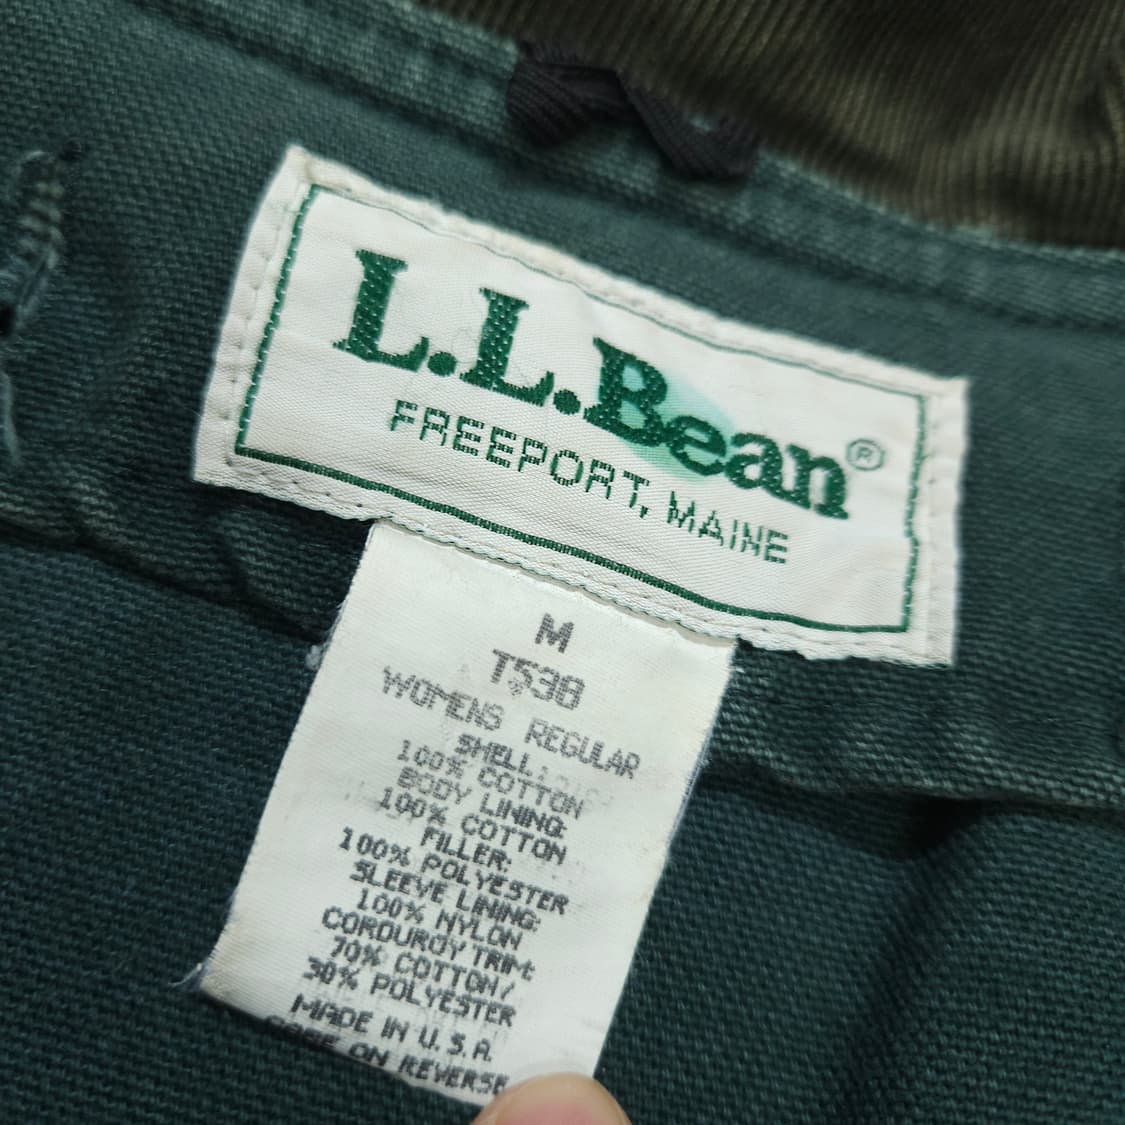 L.L.Bean®
FREEPORT, MAINE
M
T538
WOMENS REGULAR
SHELL:
100% COTTON
BODY LINING:
100% COTTON
FILLER:
100% POLYESTER
SLEEVE LINING:
100% NYLON
CORDUROY TRIM:
70% COTTON/
30% POLYESTER
MADE IN U.S.A.
CARE ON REVERSE